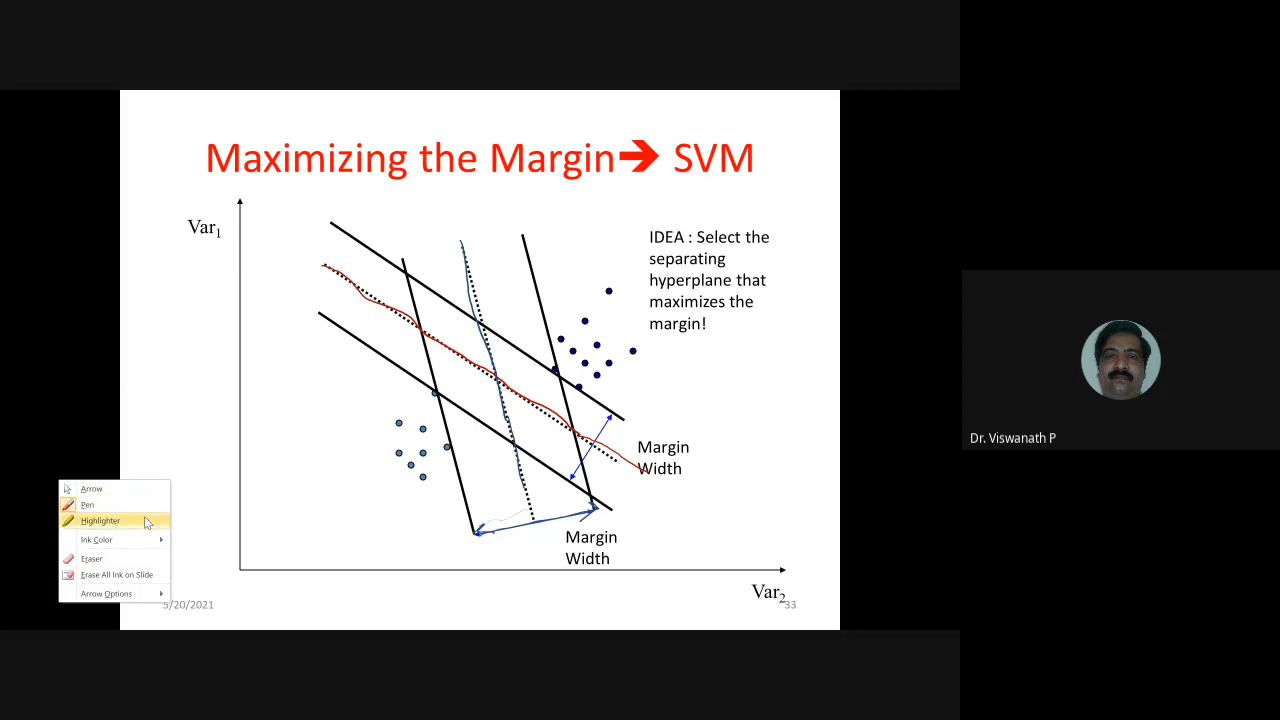 Maximizing the Margin➔ SVM
Var1
IDEA : Select the
separating
hyperplane that
maximizes the
margin!
Margin
Width
Margin
Width
Var2
5/20/2021
33
Arrow
Pen
Highlighter
Ink Color
Eraser
Erase All Ink on Slide
Arrow Options
Dr. Viswanath P